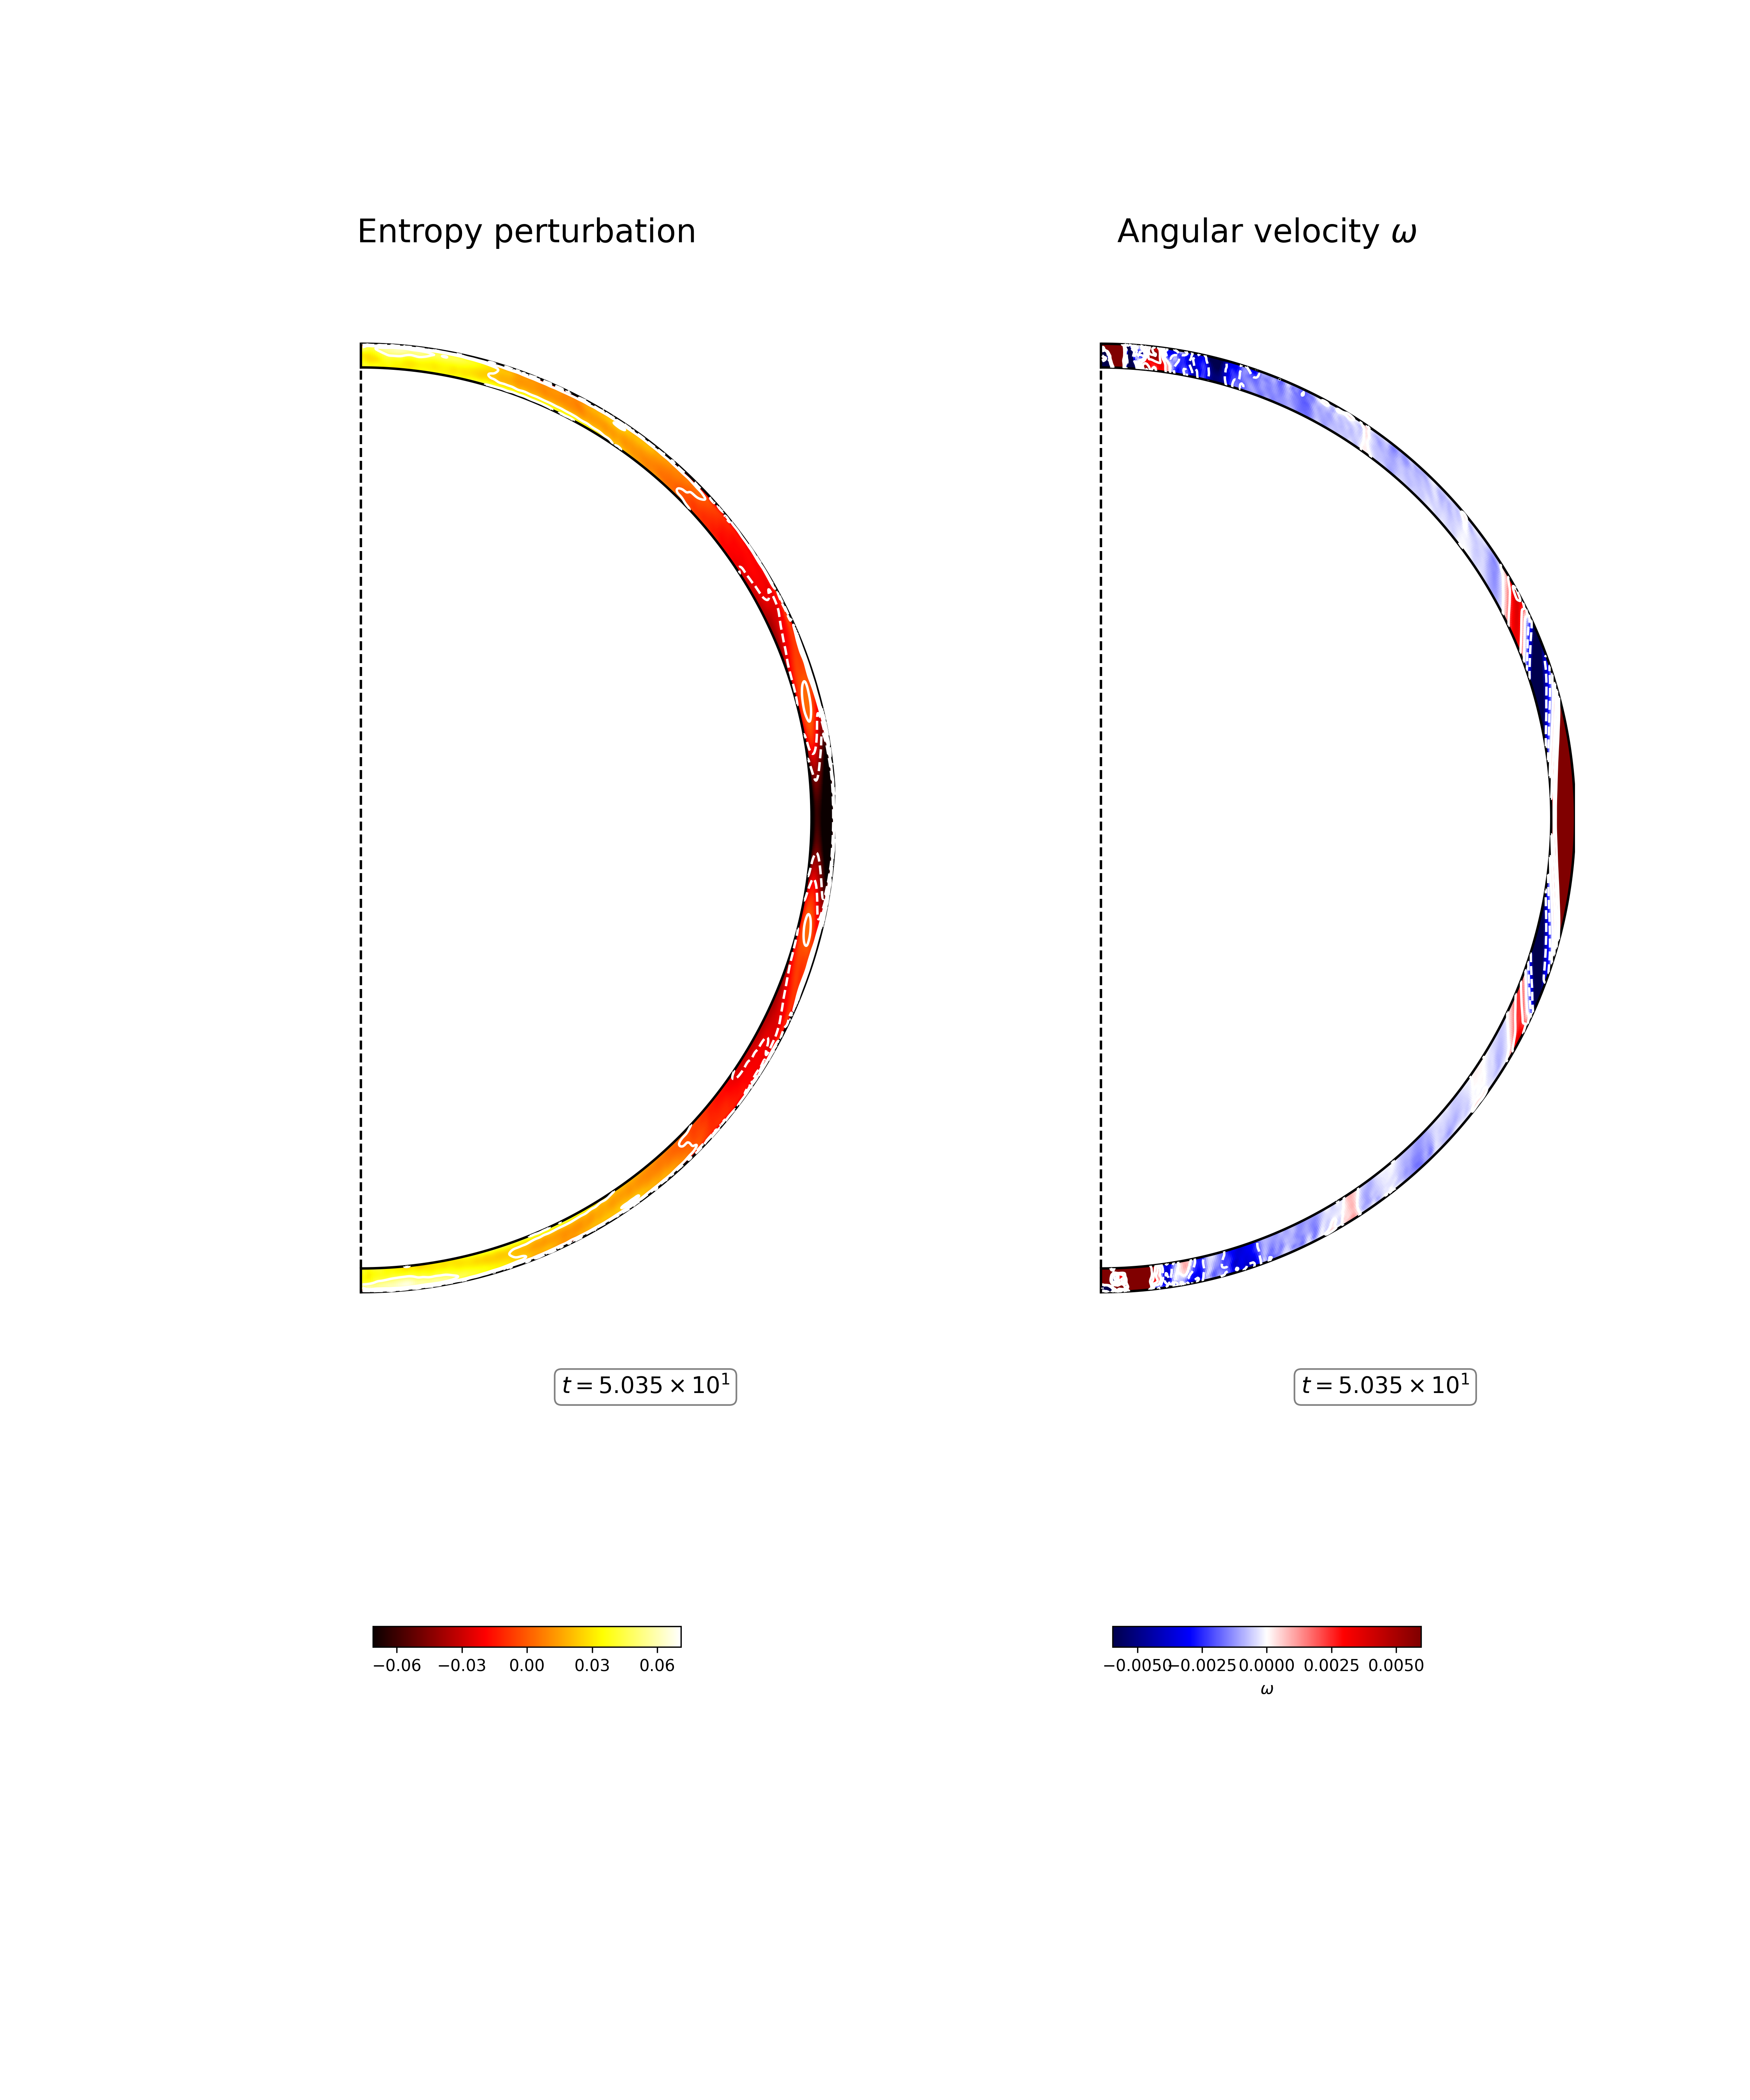 Entropy perturbation
Angular velocity ω
t = 5.035 × 10¹
t = 5.035 × 10¹
−0.06 −0.03 0.00 0.03 0.06
−0.0050 −0.0025 0.0000 0.0025 0.0050
ω